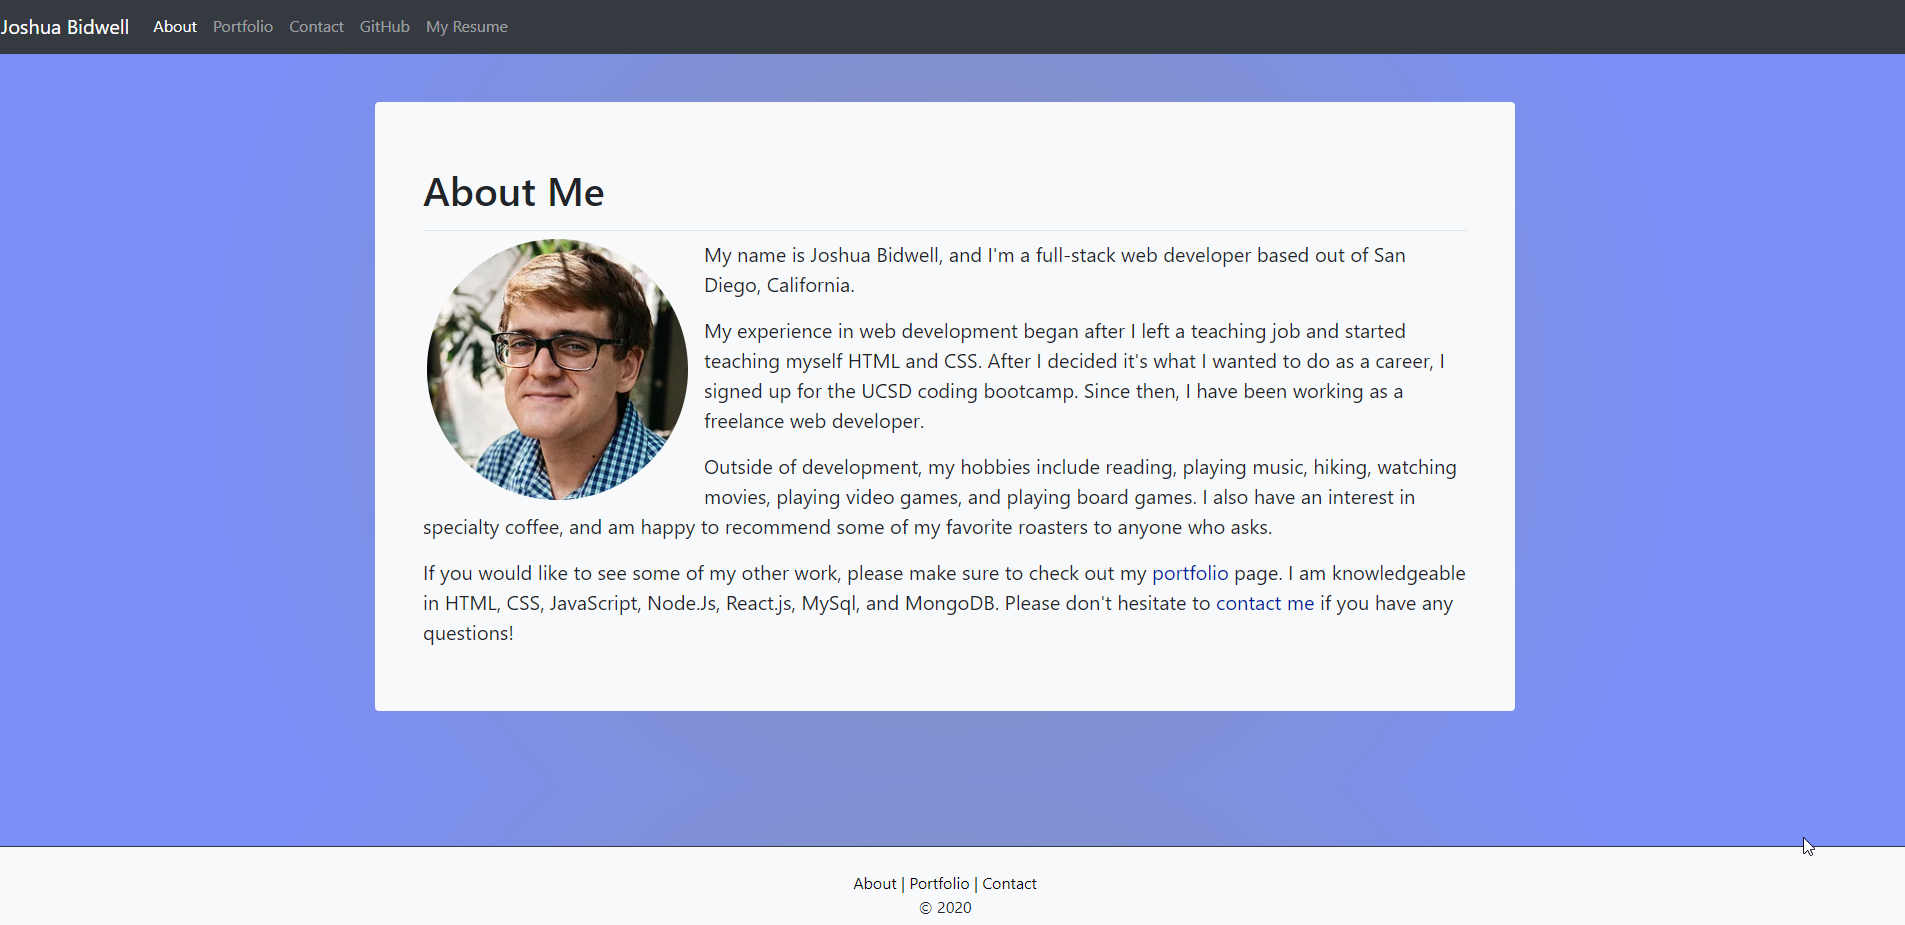 Joshua Bidwell About Portfolio Contact GitHub My Resume
About Me
My name is Joshua Bidwell, and I'm a full-stack web developer based out of San
Diego, California.
My experience in web development began after I left a teaching job and started
teaching myself HTML and CSS. After I decided it's what I wanted to do as a career, I
signed up for the UCSD coding bootcamp. Since then, I have been working as a
freelance web developer.
Outside of development, my hobbies include reading, playing music, hiking, watching
movies, playing video games, and playing board games. I also have an interest in
specialty coffee, and am happy to recommend some of my favorite roasters to anyone who asks.
If you would like to see some of my other work, please make sure to check out my portfolio page. I am knowledgeable
in HTML, CSS, JavaScript, Node.Js, React.js, MySql, and MongoDB. Please don't hesitate to contact me if you have any
questions!
About | Portfolio | Contact
© 2020